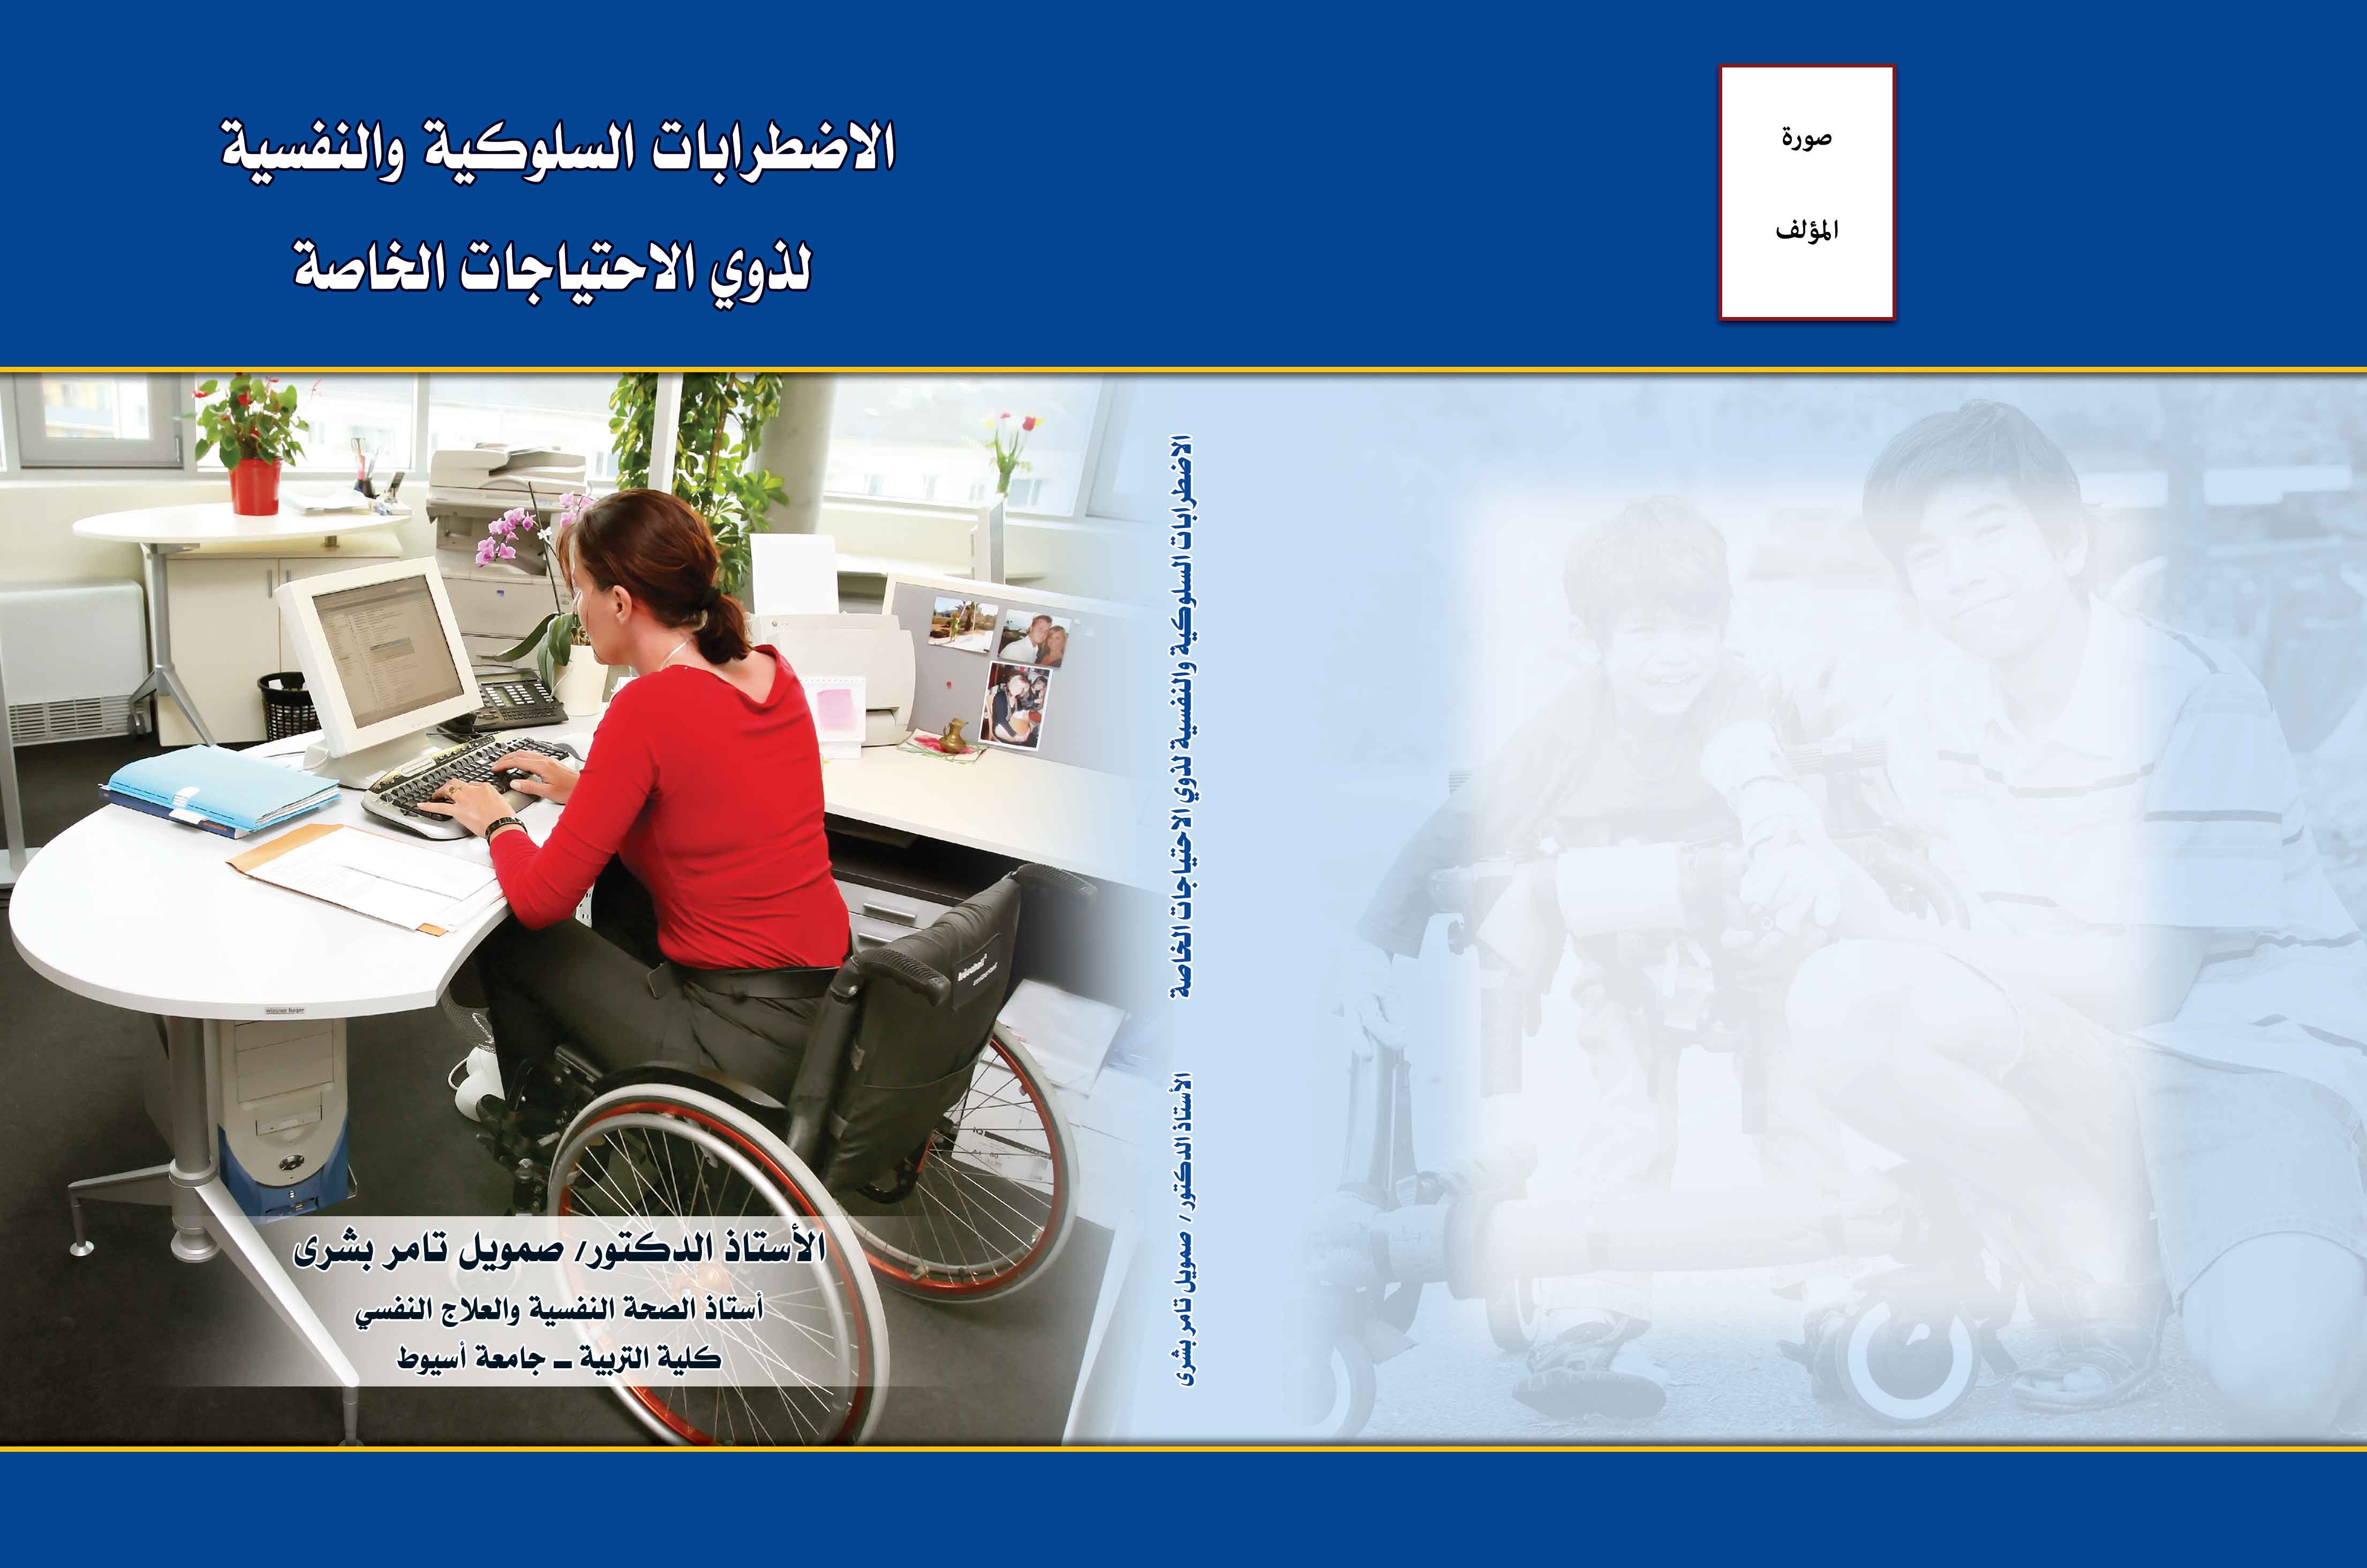 الاضطرابات السلوكية والنفسية
لذوي الاحتياجات الخاصة
الأستاذ الدكتور/ صمويل تامر بشرى
أستاذ الصحة النفسية والعلاج النفسي
كلية التربية ـ جامعة أسيوط
الاضطرابات السلوكية والنفسية لذوي الاحتياجات الخاصة
الأستاذ الدكتور/ صمويل تامر بشرى
صورة
المؤلف